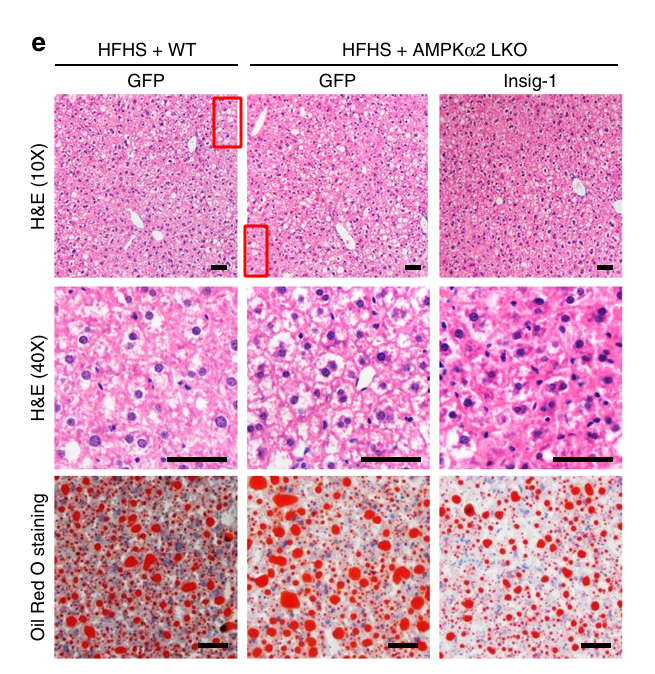 e
HFHS + WT
HFHS + AMPKα2 LKO
GFP
GFP
Insig-1
H&E (10X)
H&E (40X)
Oil Red O staining